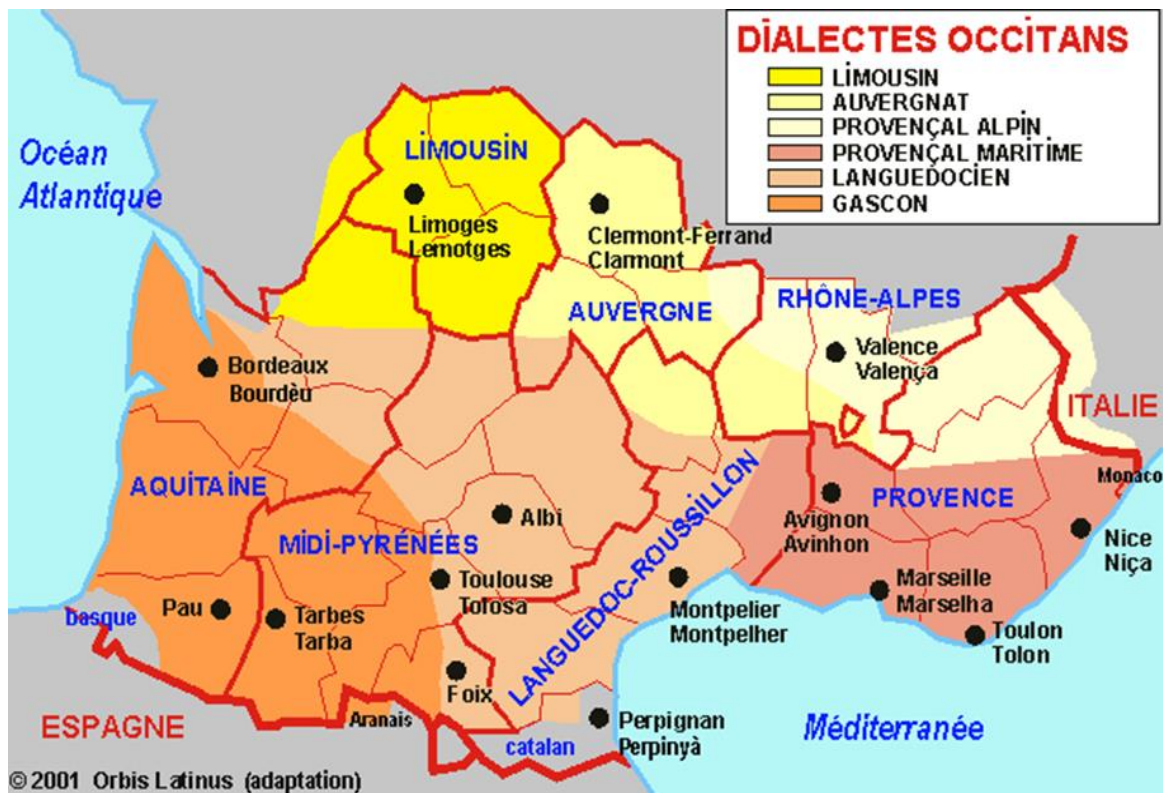 DIALECTES OCCITANS
LIMOUSIN
AUVERGNAT
PROVENÇAL ALPIN
PROVENÇAL MARITIME
LANGUEDOCIEN
GASCON
Océan
Atlantique
LIMOUSIN
Limoges
Lemotges
Clermont-Ferrand
Clarmont
AUVERGNE
RHÔNE-ALPES
Valence
Valença
Bordeaux
Bourdèu
ITALIE
AQUITAINE
MIDI-PYRÉNÉES
Albi
LANGUEDOC-ROUSSILLON
PROVENCE
Monaco
Avignon
Avinhon
Nice
Niça
Toulouse
Tolosa
Montpelier
Montpelher
Marseille
Marselha
Toulon
Tolon
basque
Pau
Tarbes
Tarba
Foix
Aranais
ESPAGNE
catalan
Perpignan
Perpinyà
Méditerranée
© 2001 Orbis Latinus (adaptation)